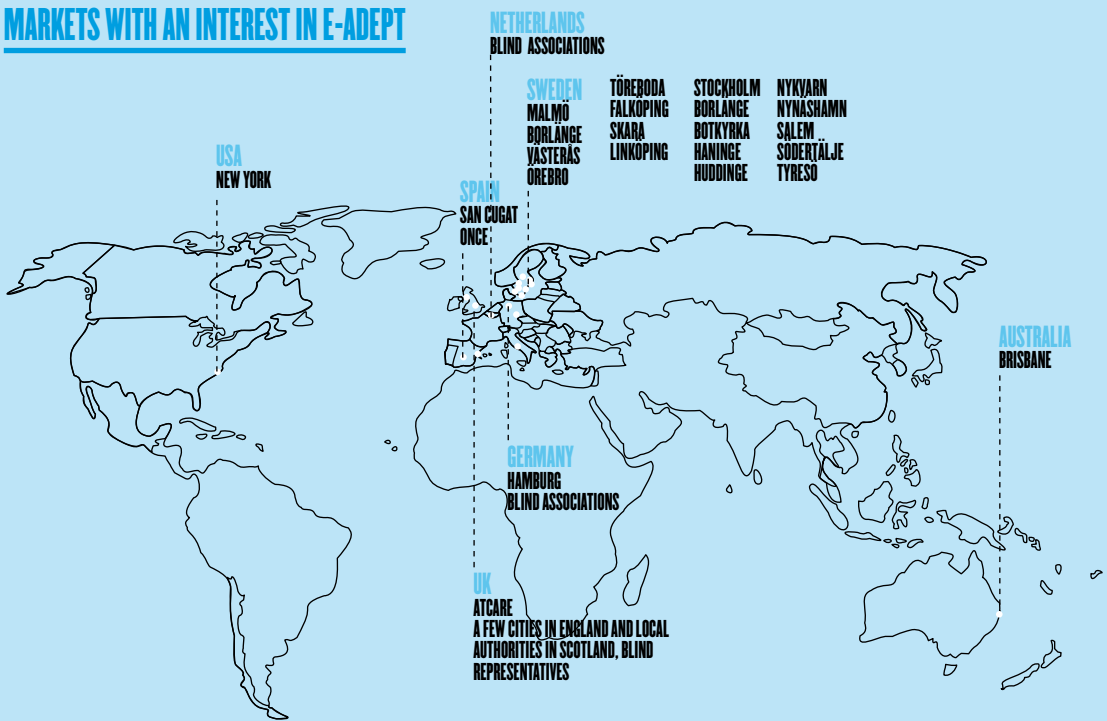 MARKETS WITH AN INTEREST IN E-ADEPT
NETHERLANDS
BLIND ASSOCIATIONS
SWEDEN
MALMÖ
BORLÄNGE
VÄSTERÅS
ÖREBRO
TÖREBODA
FALKÖPING
SKARA
LINKÖPING
STOCKHOLM
BORLÄNGE
BOTKYRKA
HANINGE
HUDDINGE
NYKVARN
NYNÄSHAMN
SALEM
SÖDERTÄLJE
TYRESÖ
USA
NEW YORK
SPAIN
SAN CUGAT
ONCE
AUSTRALIA
BRISBANE
GERMANY
HAMBURG
BLIND ASSOCIATIONS
UK
ATCARE
A FEW CITIES IN ENGLAND AND LOCAL
AUTHORITIES IN SCOTLAND, BLIND
REPRESENTATIVES